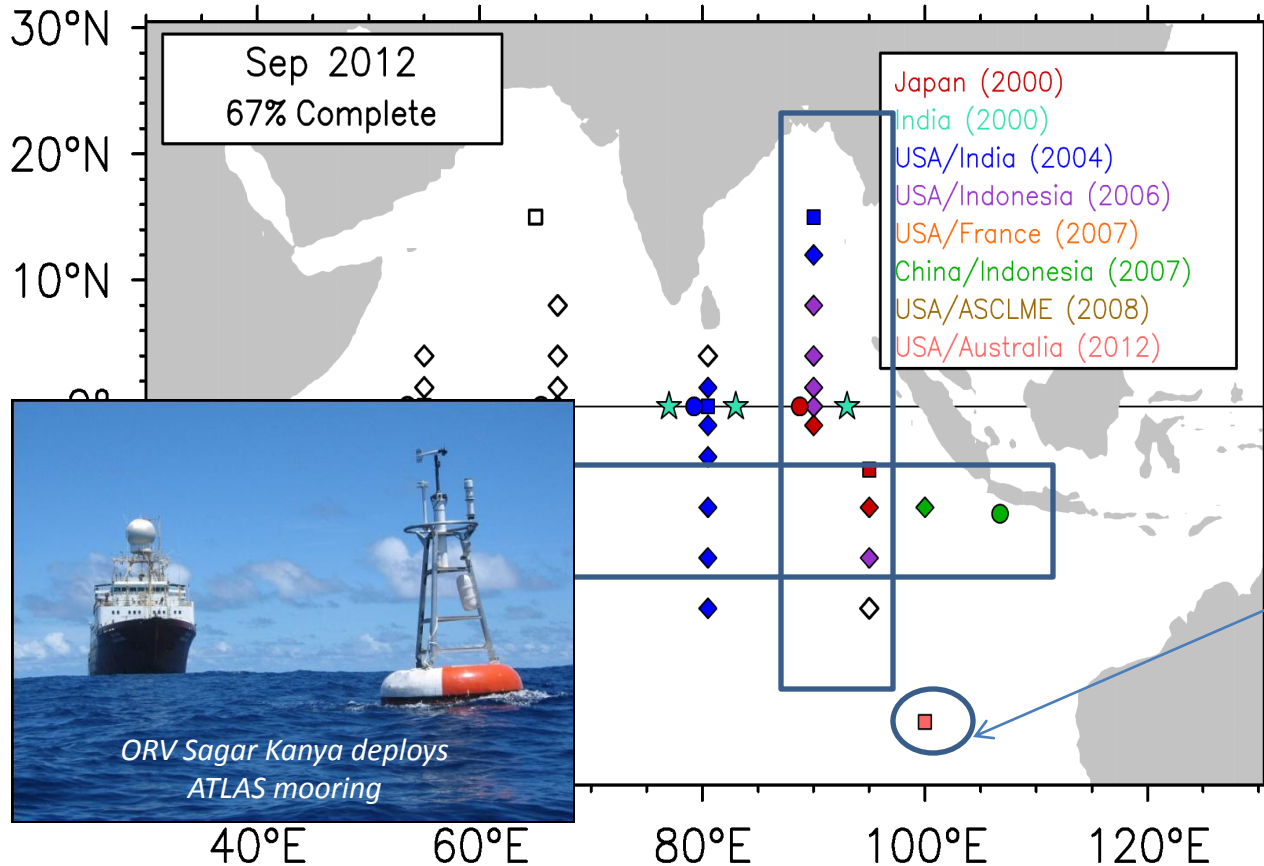 30°N
20°N
10°N
Sep 2012
67% Complete
Japan (2000)
India (2000)
USA/India (2004)
USA/Indonesia (2006)
USA/France (2007)
China/Indonesia (2007)
USA/ASCLME (2008)
USA/Australia (2012)
ORV Sagar Kanya deploys
ATLAS mooring
40°E
60°E
80°E
100°E
120°E